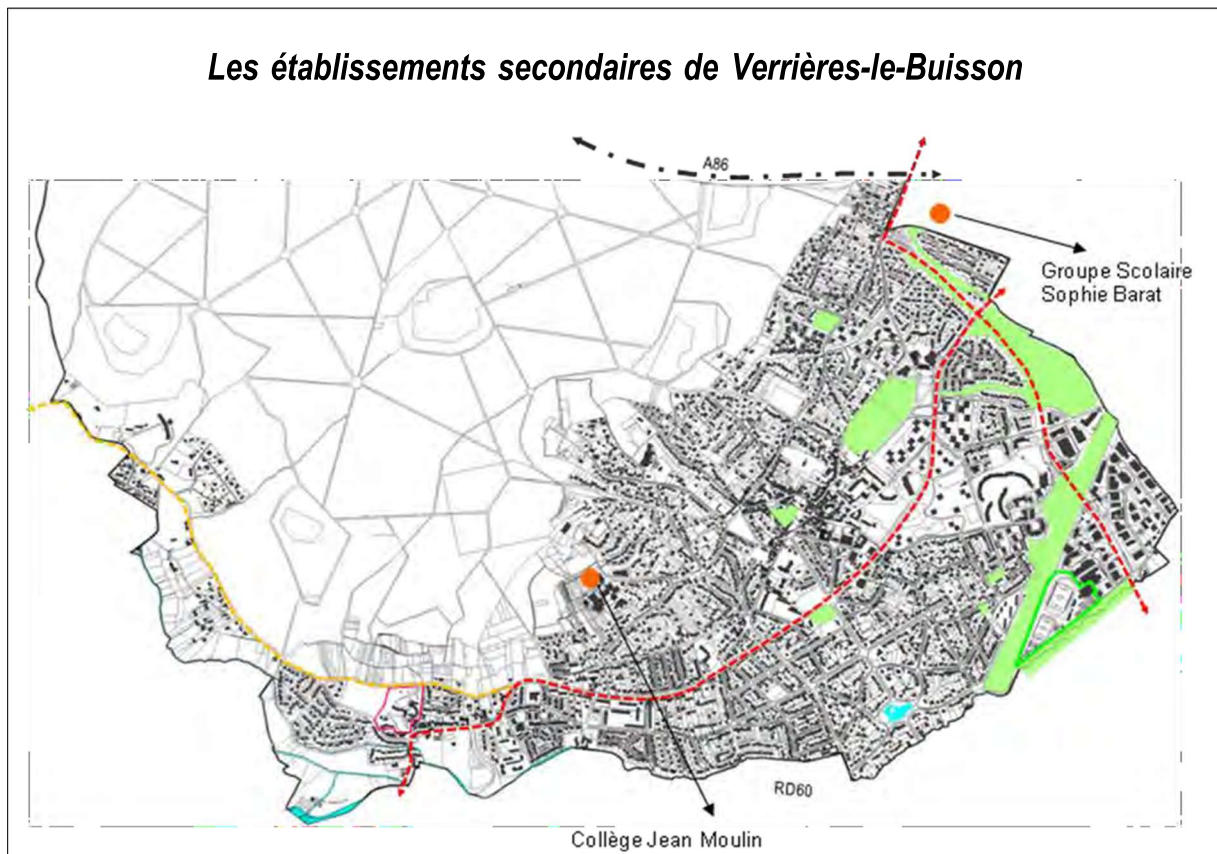 Les établissements secondaires de Verrières-le-Buisson
A86
Groupe Scolaire
Sophie Barat
RD60
Collège Jean Moulin